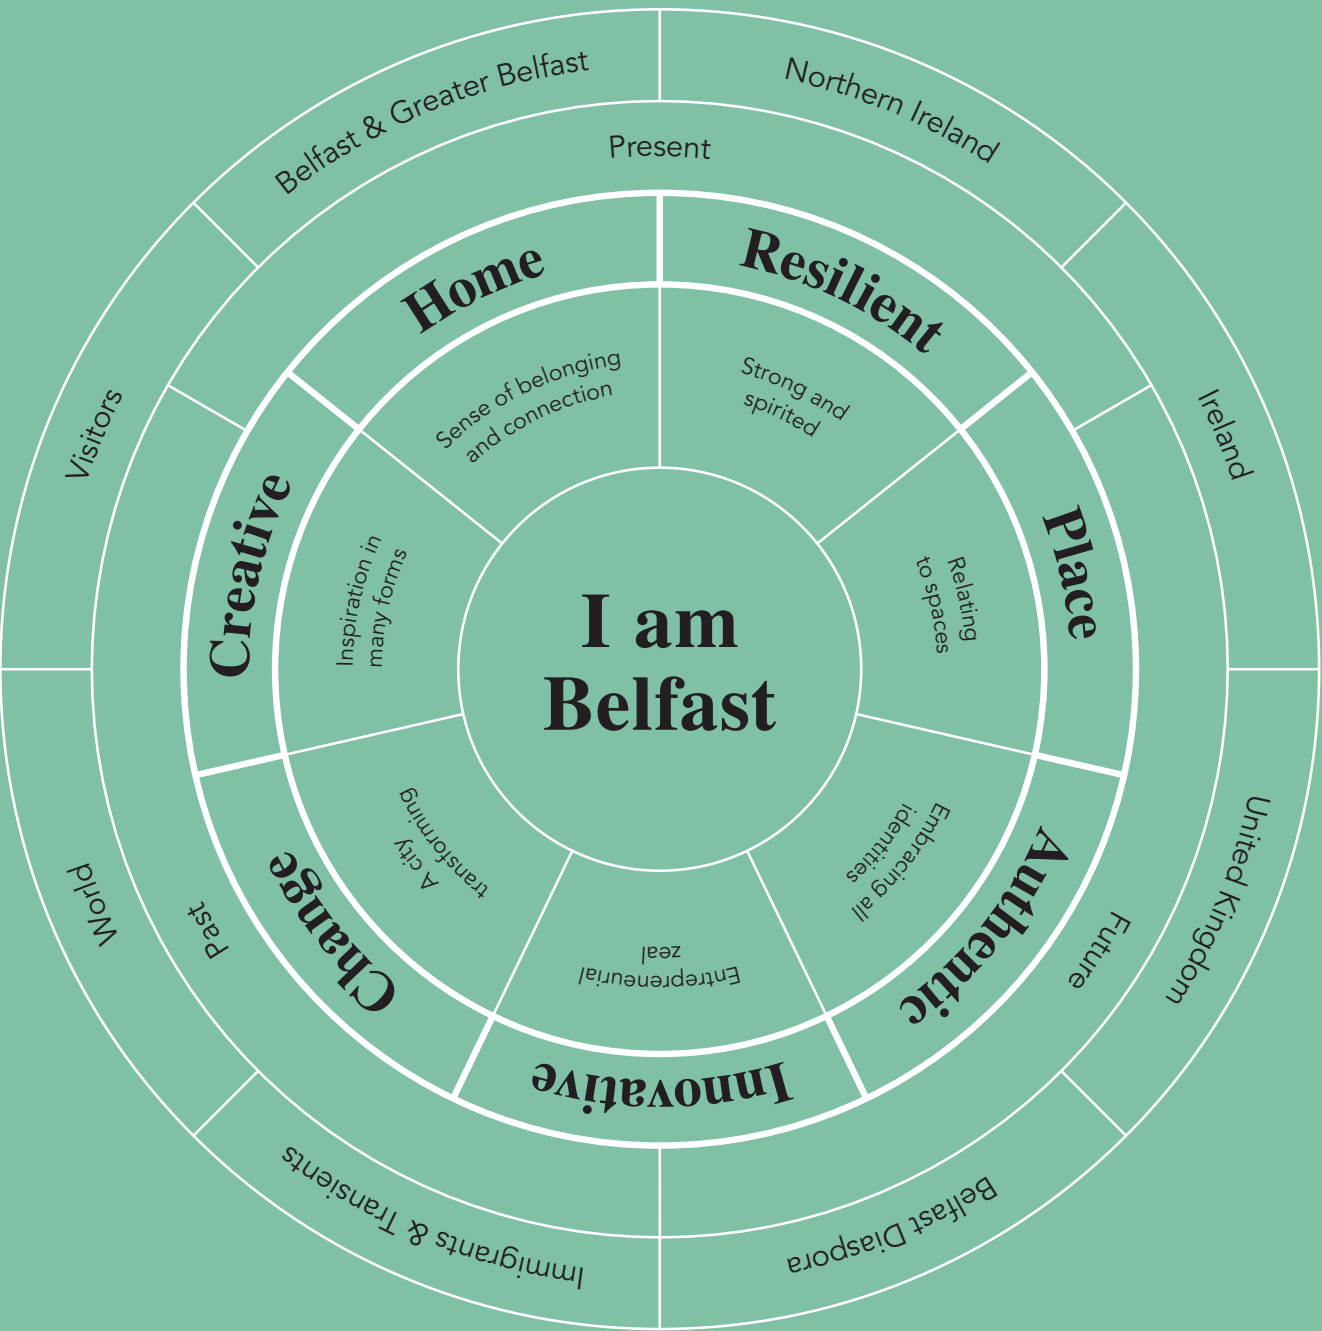 I am
Belfast
Sense of belonging
and connection
Strong and
spirited
Relating
to spaces
Embracing all
identities
Entrepreneurial
zeal
A city
transforming
Inspiration in
many forms
Home
Resilient
Place
Authentic
Innovative
Change
Creative
Present
Future
Past
Belfast & Greater Belfast
Northern Ireland
Ireland
United Kingdom
Belfast Diaspora
Immigrants & Transients
World
Visitors